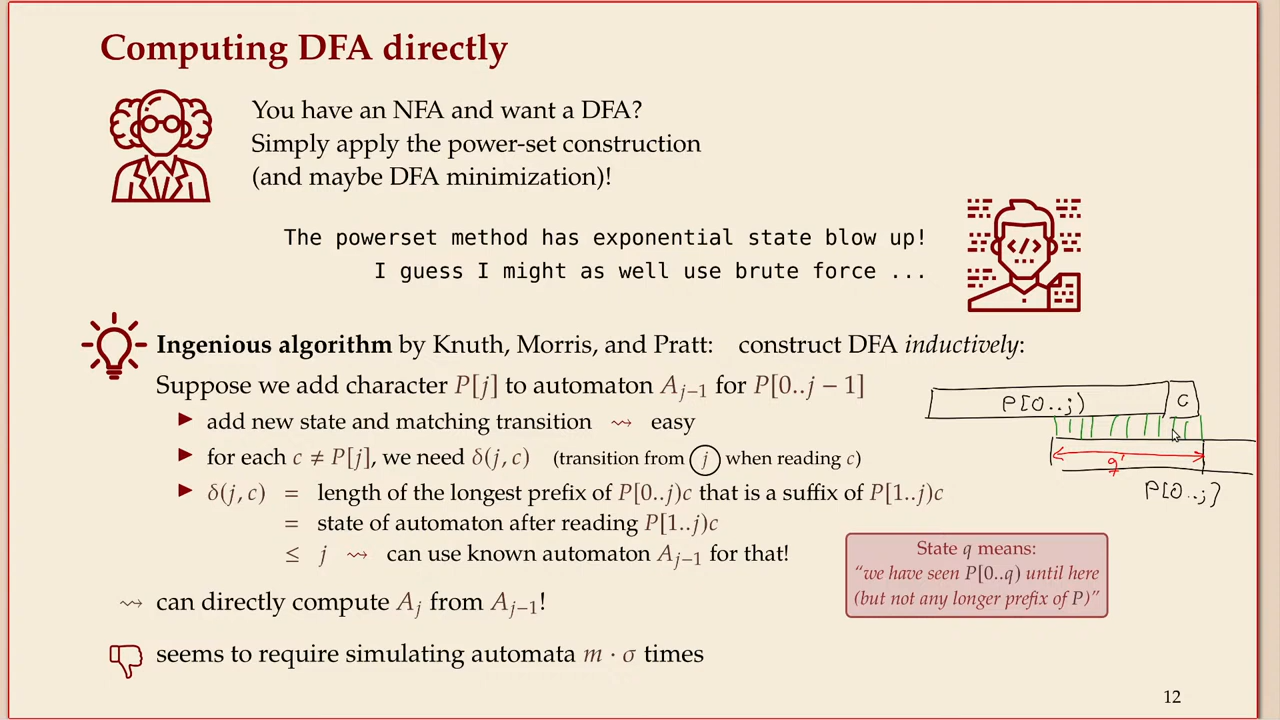 Computing DFA directly
You have an NFA and want a DFA?
Simply apply the power-set construction
(and maybe DFA minimization)!
The powerset method has exponential state blow up!
I guess I might as well use brute force ...
</>
Ingenious algorithm by Knuth, Morris, and Pratt: construct DFA inductively:
Suppose we add character P[j] to automaton A_{j−1} for P[0..j − 1]
▶ add new state and matching transition ⇝ easy
▶ for each c ≠ P[j], we need δ(j, c) (transition from j when reading c)
▶ δ(j, c) = length of the longest prefix of P[0..j)c that is a suffix of P[1..j)c
= state of automaton after reading P[1..j)c
≤ j ⇝ can use known automaton A_{j−1} for that!
P[0..j) c
q'
P[0..j]
State q means:
“we have seen P[0..q) until here
(but not any longer prefix of P)”
⇝ can directly compute A_j from A_{j−1}!
seems to require simulating automata m · σ times
12